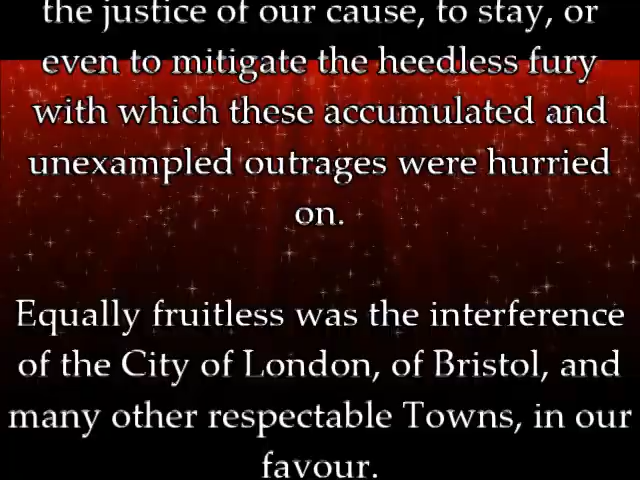 the justice of our cause, to stay, or
even to mitigate the heedless fury
with which these accumulated and
unexampled outrages were hurried
on.
Equally fruitless was the interference
of the City of London, of Bristol, and
many other respectable Towns, in our
favour.